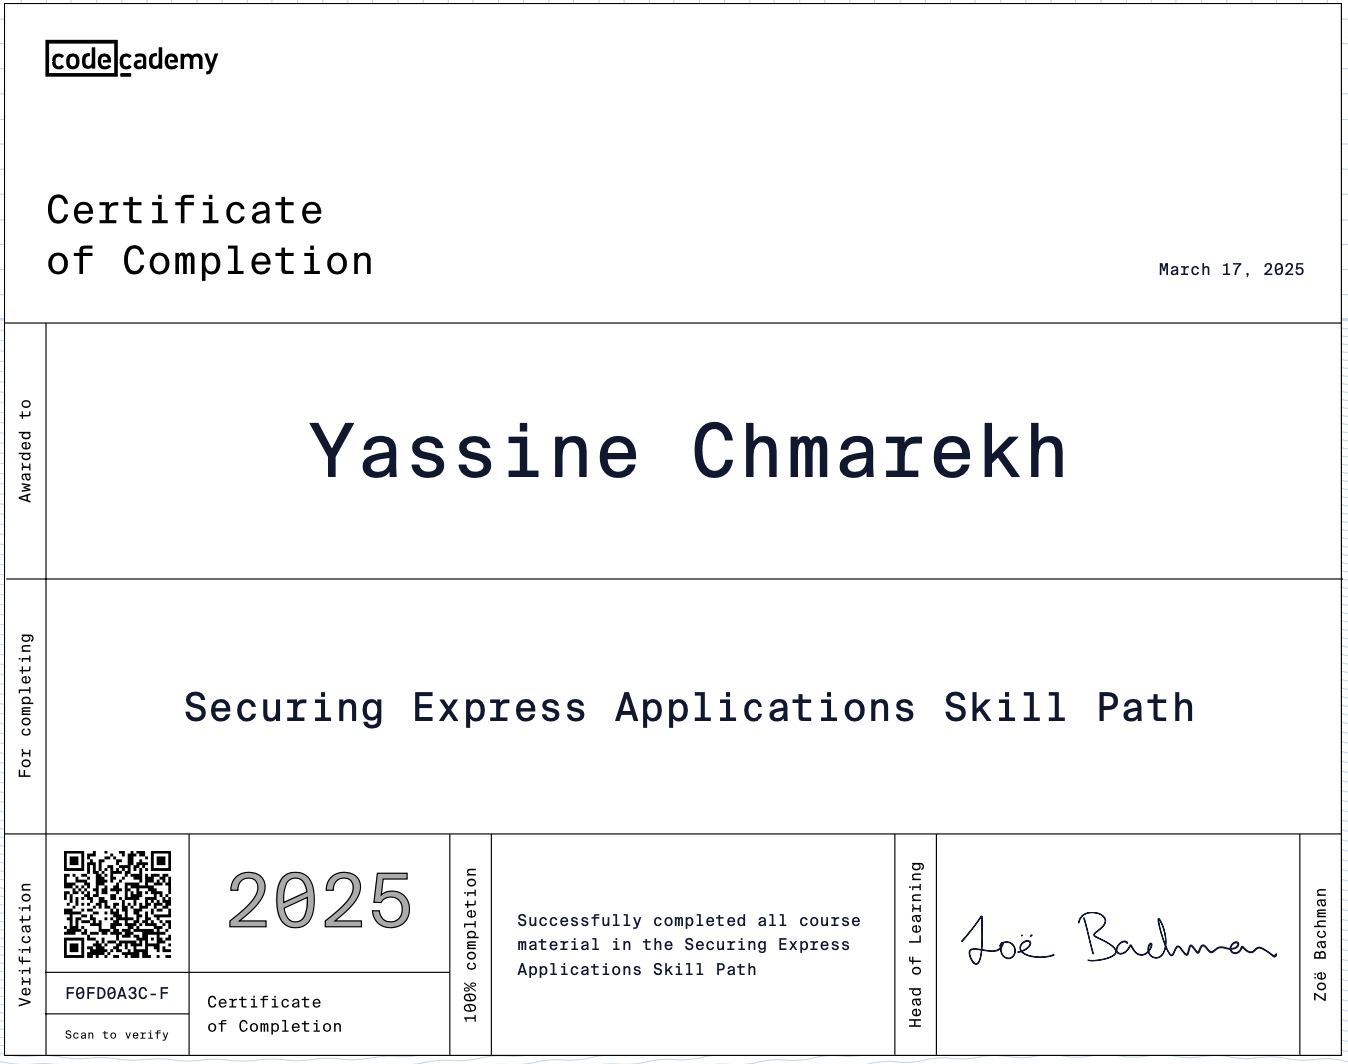 codecademy
Certificate
of Completion
March 17, 2025
Awarded to
Yassine Chmarekh
For completing
Securing Express Applications Skill Path
Verification
F0FD0A3C-F
Scan to verify
2025
Certificate
of Completion
100% completion
Successfully completed all course
material in the Securing Express
Applications Skill Path
Head of Learning
Zoë Bachman
Zoë Bachman